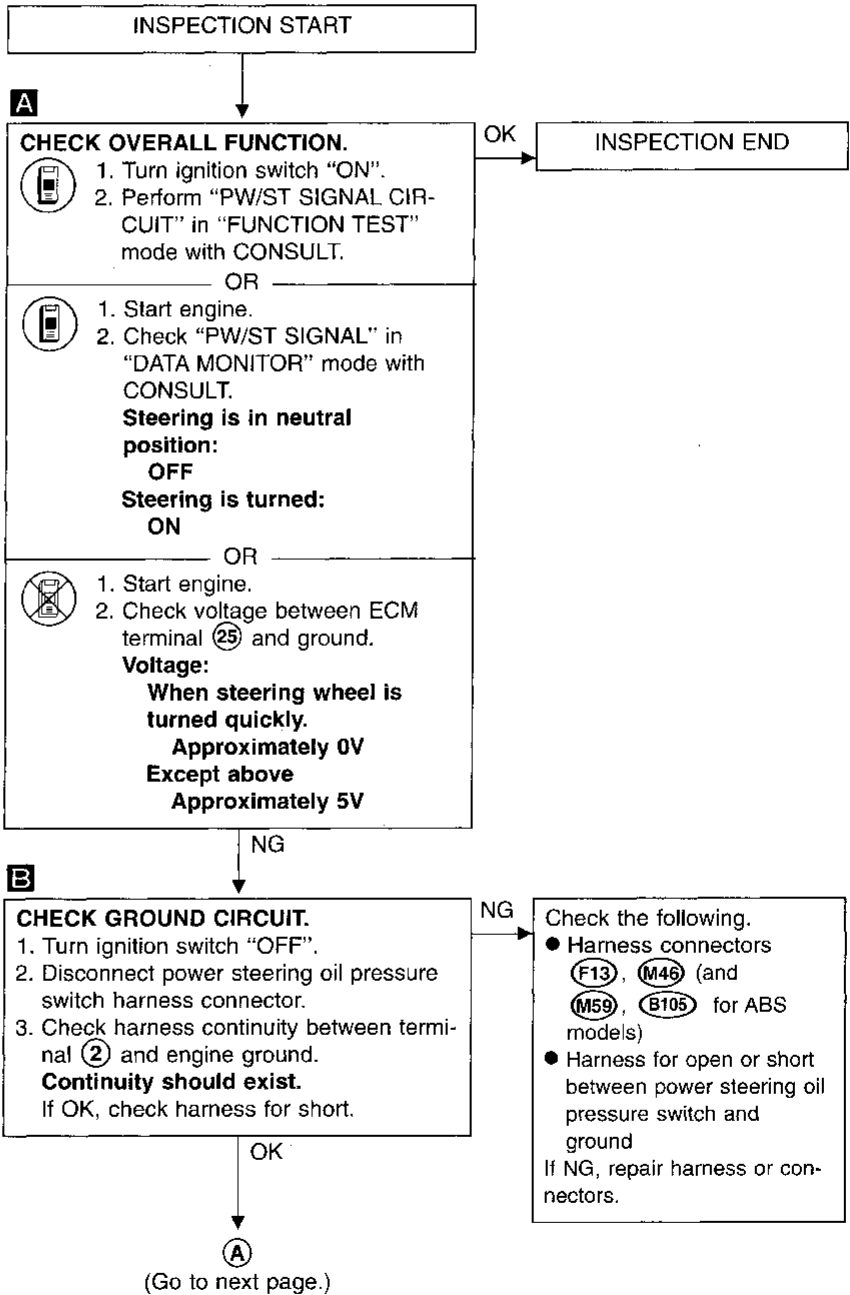 INSPECTION START
A
CHECK OVERALL FUNCTION.
1. Turn ignition switch “ON”.
2. Perform “PW/ST SIGNAL CIR-
CUIT” in “FUNCTION TEST”
mode with CONSULT.
OR
1. Start engine.
2. Check “PW/ST SIGNAL” in
“DATA MONITOR” mode with
CONSULT.
Steering is in neutral
position:
OFF
Steering is turned:
ON
OR
1. Start engine.
2. Check voltage between ECM
terminal 25 and ground.
Voltage:
When steering wheel is
turned quickly.
Approximately 0V
Except above
Approximately 5V
OK
INSPECTION END
NG
B
CHECK GROUND CIRCUIT.
1. Turn ignition switch “OFF”.
2. Disconnect power steering oil pressure
switch harness connector.
3. Check harness continuity between termi-
nal 2 and engine ground.
Continuity should exist.
If OK, check harness for short.
NG
Check the following.
● Harness connectors
F13, M46 (and
M59, B105 for ABS
models)
● Harness for open or short
between power steering oil
pressure switch and
ground
If NG, repair harness or con-
nectors.
OK
A
(Go to next page.)